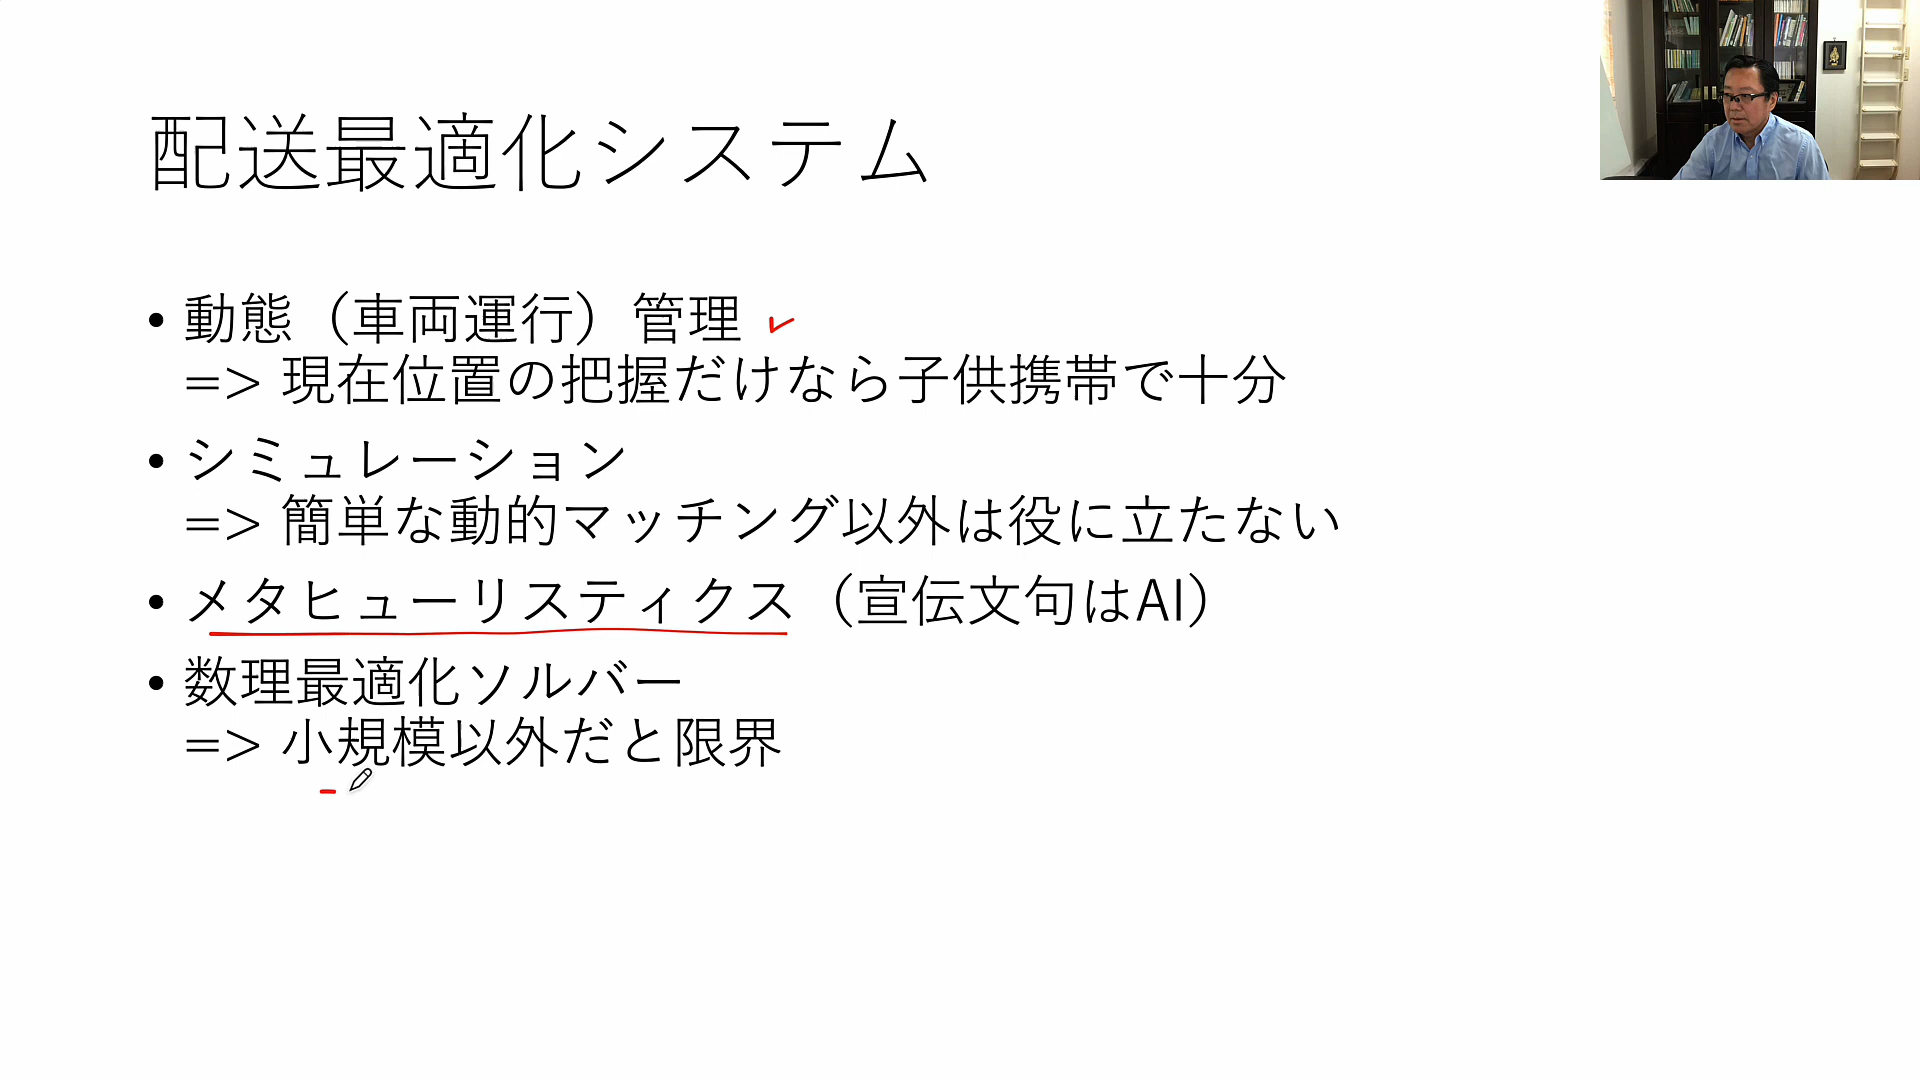 配送最適化システム
• 動態（車両運行）管理
=> 現在位置の把握だけなら子供携帯で十分
• シミュレーション
=> 簡単な動的マッチング以外は役に立たない
• メタヒューリスティクス（宣伝文句はAI）
• 数理最適化ソルバー
=> 小規模以外だと限界